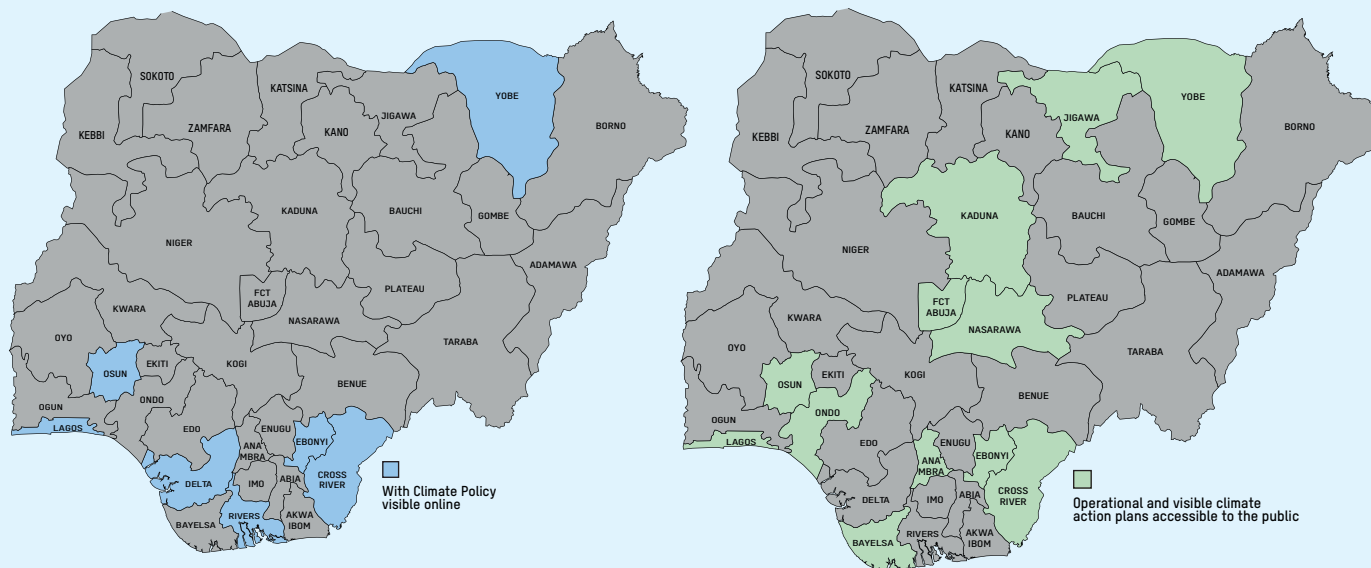 SOKOTO
KATSINA
YOBE
KEBBI
ZAMFARA
KANO
JIGAWA
BORNO
KADUNA
BAUCHI
GOMBE
NIGER
ADAMAWA
FCT
ABUJA
PLATEAU
KWARA
NASARAWA
OYO
TARABA
OSUN
EKITI
KOGI
BENUE
OGUN
ONDO
LAGOS
EDO
ENUGU
ANA
MBRA
EBONYI
DELTA
IMO
ABIA
CROSS
RIVER
RIVERS
BAYELSA
AKWA
IBOM
With Climate Policy
visible online
SOKOTO
KATSINA
YOBE
KEBBI
ZAMFARA
KANO
JIGAWA
BORNO
KADUNA
BAUCHI
GOMBE
NIGER
ADAMAWA
FCT
ABUJA
PLATEAU
KWARA
NASARAWA
OYO
TARABA
OSUN
EKITI
KOGI
BENUE
OGUN
ONDO
LAGOS
EDO
ENUGU
ANA
MBRA
EBONYI
DELTA
IMO
ABIA
CROSS
RIVER
RIVERS
BAYELSA
AKWA
IBOM
Operational and visible climate
action plans accessible to the public